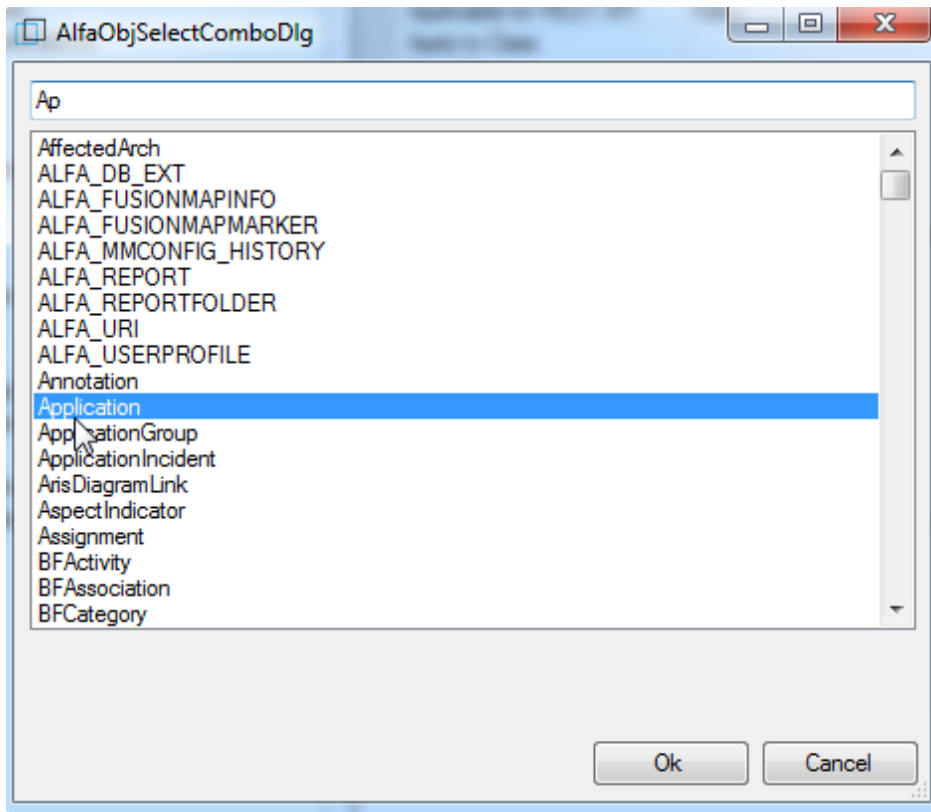 AlfaObjSelectComboDlg
Ap
AffectedArch
ALFA_DB_EXT
ALFA_FUSIONMAPINFO
ALFA_FUSIONMAPMARKER
ALFA_MMCONFIG_HISTORY
ALFA_REPORT
ALFA_REPORTFOLDER
ALFA_URI
ALFA_USERPROFILE
Annotation
Application
ApplicationGroup
ApplicationIncident
ArisDiagramLink
AspectIndicator
Assignment
BFActivity
BFAssociation
BFCategory
Ok Cancel